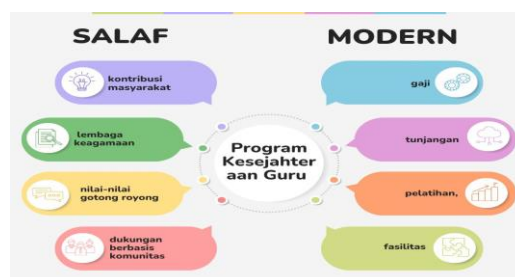 SALAF
MODERN
kontribusi
masyarakat
gaji
lembaga
keagamaan
tunjangan
Program
Kesejahter
aan Guru
nilai-nilai
gotong royong
pelatihan,
dukungan
berbasis
komunitas
fasilitas